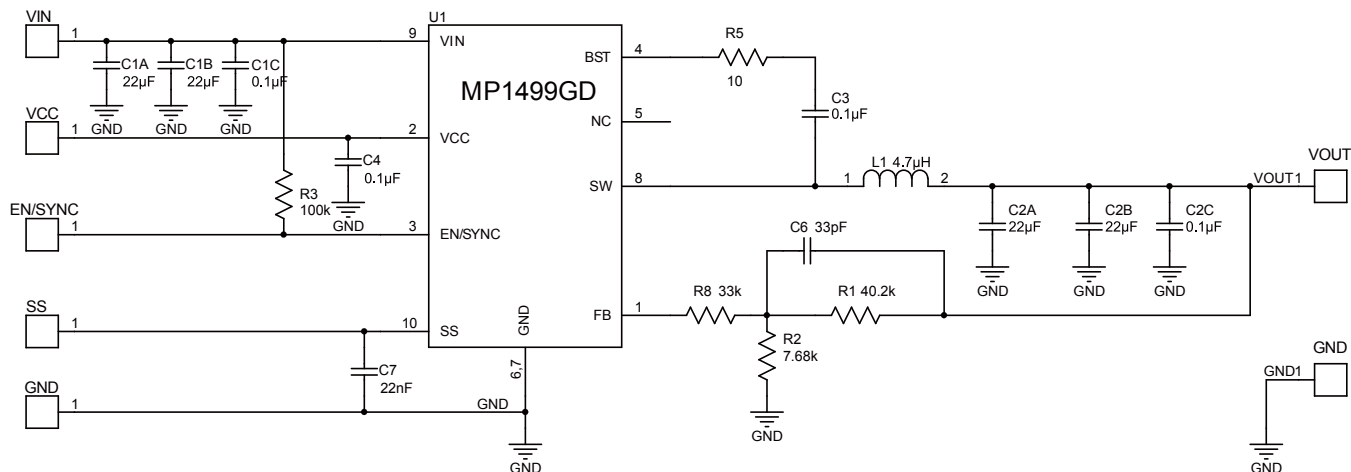 VIN
1
C1A
22µF
C1B
22µF
C1C
0.1µF
GND
GND
GND
VCC
1
C4
0.1µF
GND
R3
100k
EN/SYNC
1
SS
1
C7
22nF
GND
1
GND
U1
MP1499GD
9
VIN
2
VCC
3
EN/SYNC
10
SS
GND
6,7
GND
BST
4
NC
5
SW
8
FB
1
R5
10
C3
0.1µF
L1 4.7µH
1
2
C6 33pF
R8 33k
R1 40.2k
R2
7.68k
GND
C2A
22µF
C2B
22µF
C2C
0.1µF
GND
GND
GND
VOUT
VOUT1
GND
GND1
GND